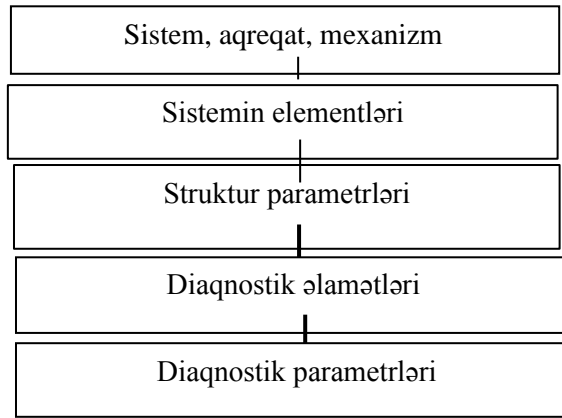 Sistem, aqreqat, mexanizm
Sistemin elementləri
Struktur parametrləri
Diaqnostik əlamətləri
Diaqnostik parametrləri